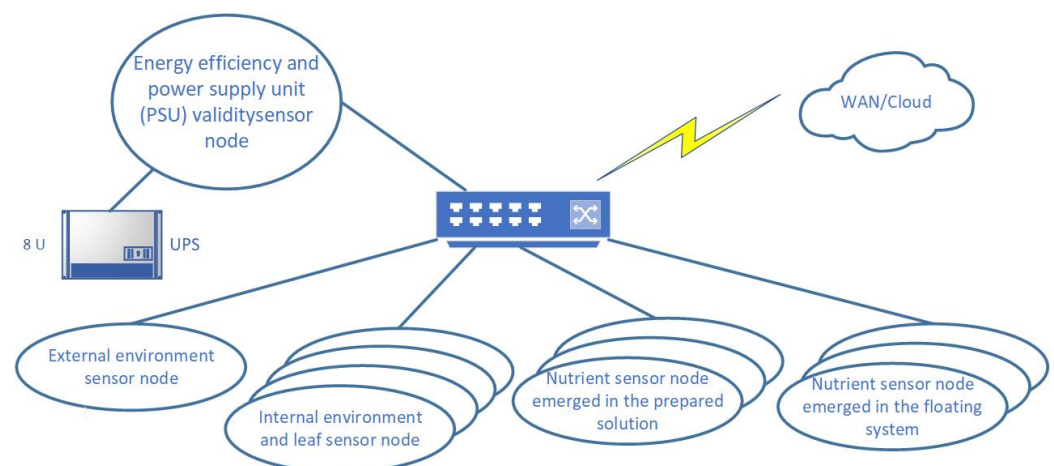 Energy efficiency and
power supply unit
(PSU) validitysensor
node
WAN/Cloud
8 U
UPS
External environment
sensor node
Internal environment
and leaf sensor node
Nutrient sensor node
emerged in the prepared
solution
Nutrient sensor node
emerged in the floating
system